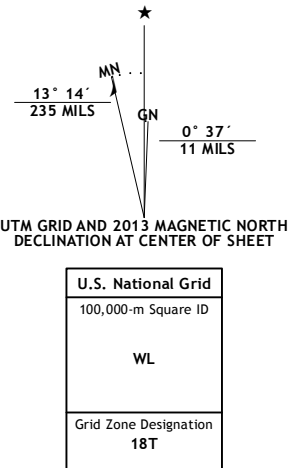 ★
MN
13° 14´
235 MILS
GN
0° 37´
11 MILS
UTM GRID AND 2013 MAGNETIC NORTH
DECLINATION AT CENTER OF SHEET
U.S. National Grid
100,000-m Square ID
WL
Grid Zone Designation
18T